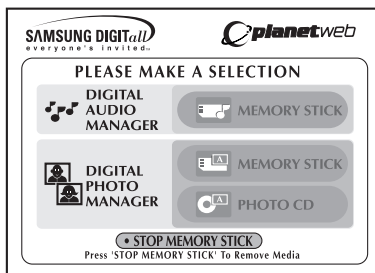 SAMSUNG DIGITall
everyone's invited™
planetweb
PLEASE MAKE A SELECTION
DIGITAL
AUDIO
MANAGER
MEMORY STICK
DIGITAL
PHOTO
MANAGER
A MEMORY STICK
A PHOTO CD
• STOP MEMORY STICK
Press 'STOP MEMORY STICK' To Remove Media